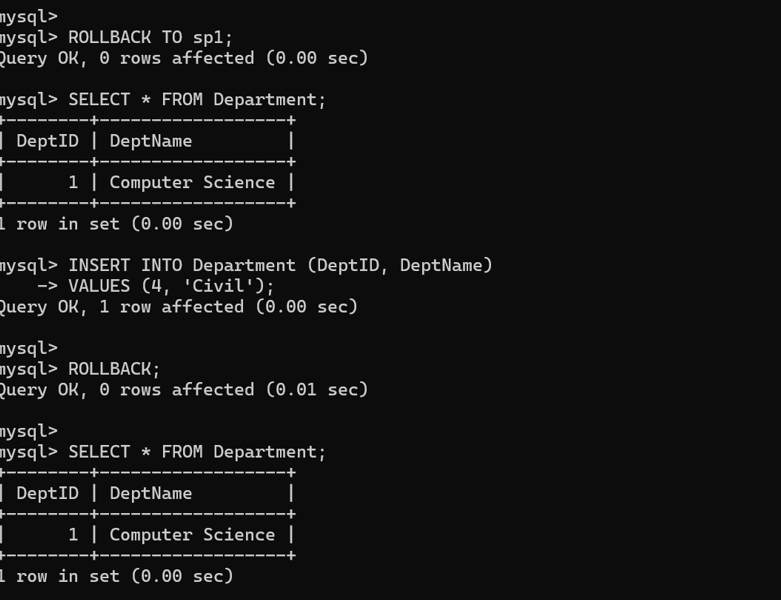 mysql>
mysql> ROLLBACK TO sp1;
Query OK, 0 rows affected (0.00 sec)
mysql> SELECT * FROM Department;
+--------+------------------+
| DeptID | DeptName         |
+--------+------------------+
|      1 | Computer Science |
+--------+------------------+
1 row in set (0.00 sec)
mysql> INSERT INTO Department (DeptID, DeptName)
    -> VALUES (4, 'Civil');
Query OK, 1 row affected (0.00 sec)
mysql>
mysql> ROLLBACK;
Query OK, 0 rows affected (0.01 sec)
mysql>
mysql> SELECT * FROM Department;
+--------+------------------+
| DeptID | DeptName         |
+--------+------------------+
|      1 | Computer Science |
+--------+------------------+
1 row in set (0.00 sec)